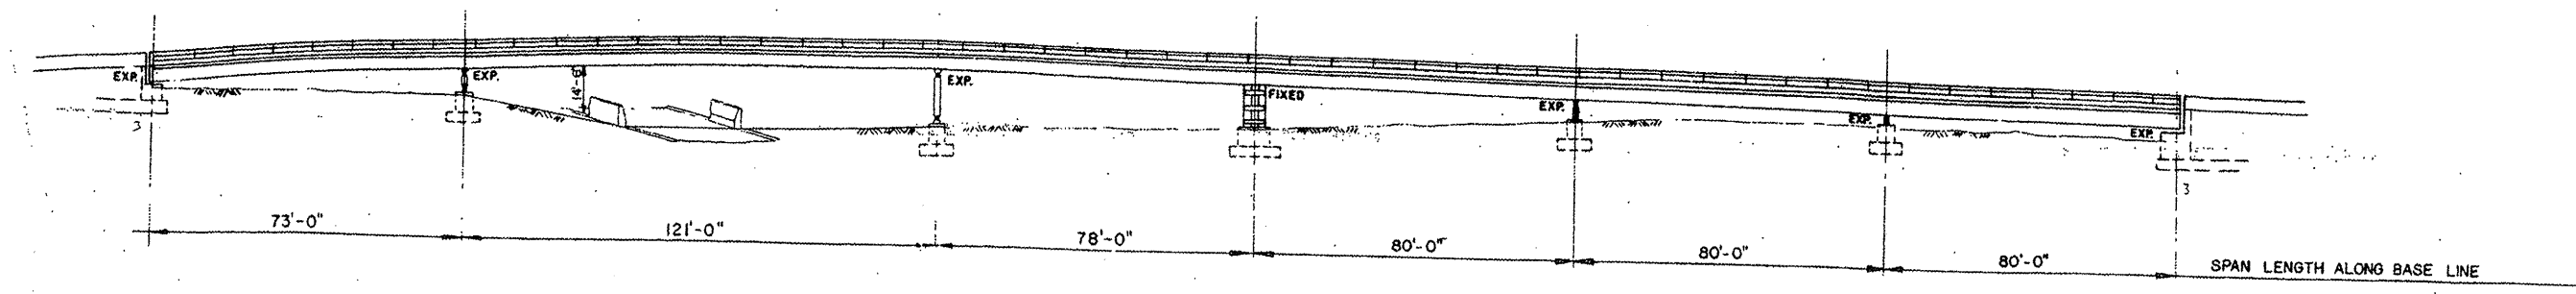 EXP.
EXP.
14'-0"
EXP.
FIXED
EXP.
EXP.
EXP.
3
3
73'-0"
121'-0"
78'-0"
80'-0"
80'-0"
80'-0"
SPAN LENGTH ALONG BASE LINE